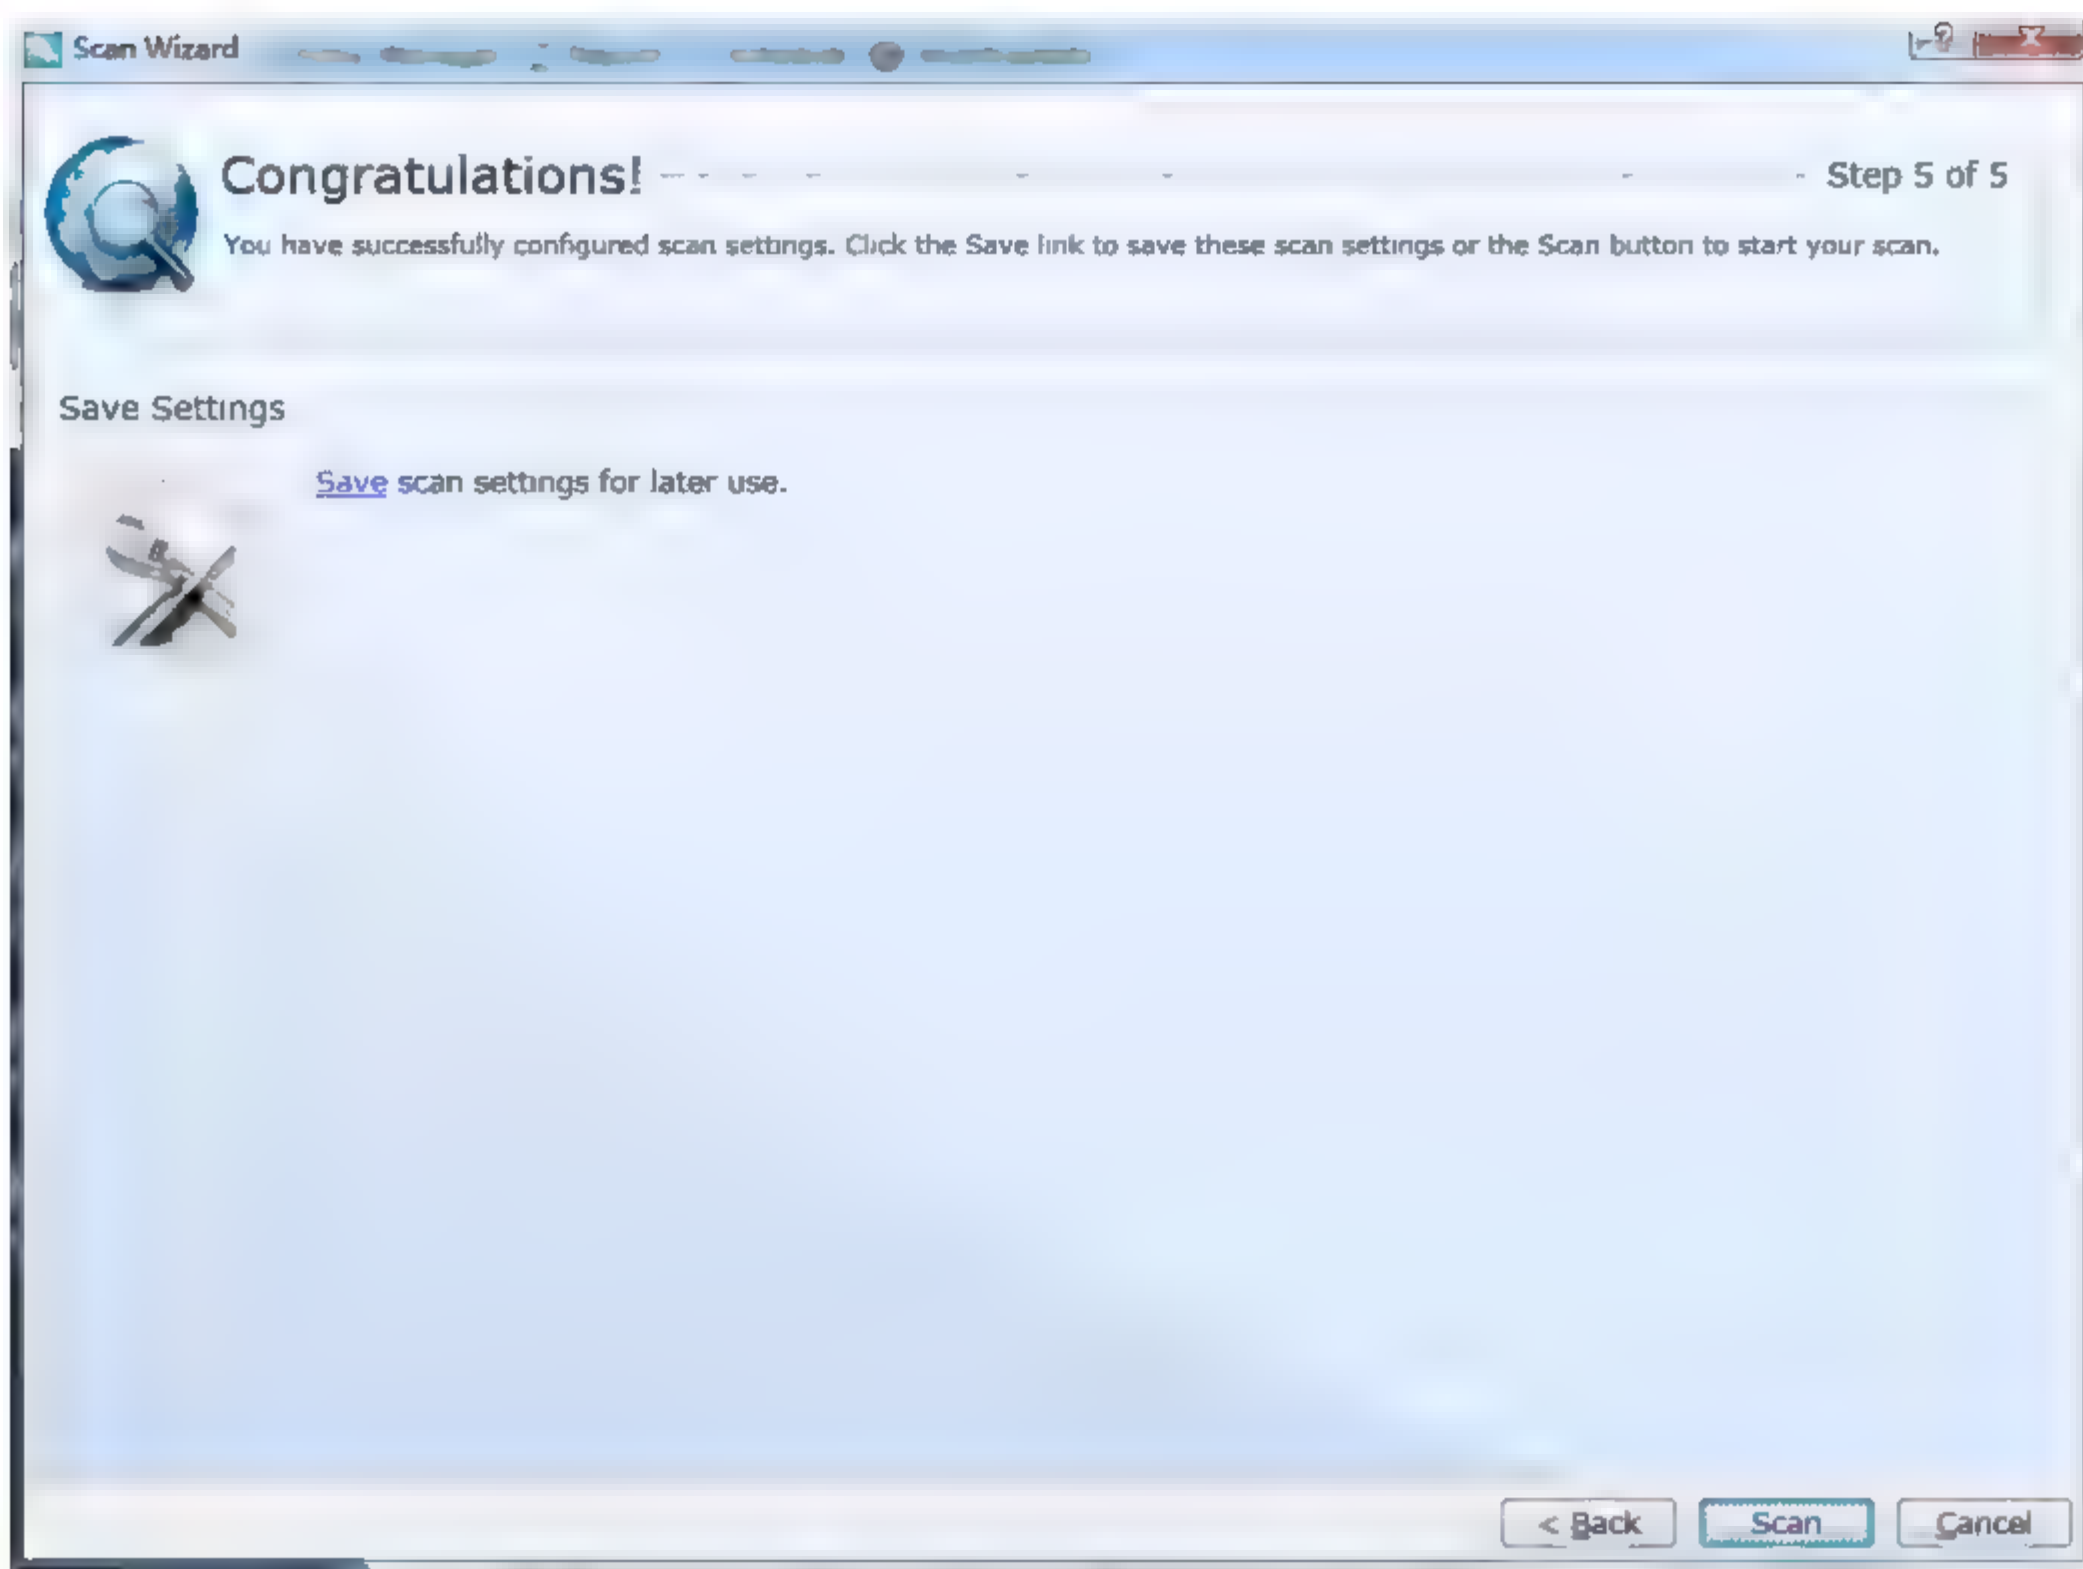 Scan Wizard
Congratulations! Step 5 of 5
You have successfully configured scan settings. Click the Save link to save these scan settings or the Scan button to start your scan.
Save Settings
Save scan settings for later use.
< Back Scan Cancel